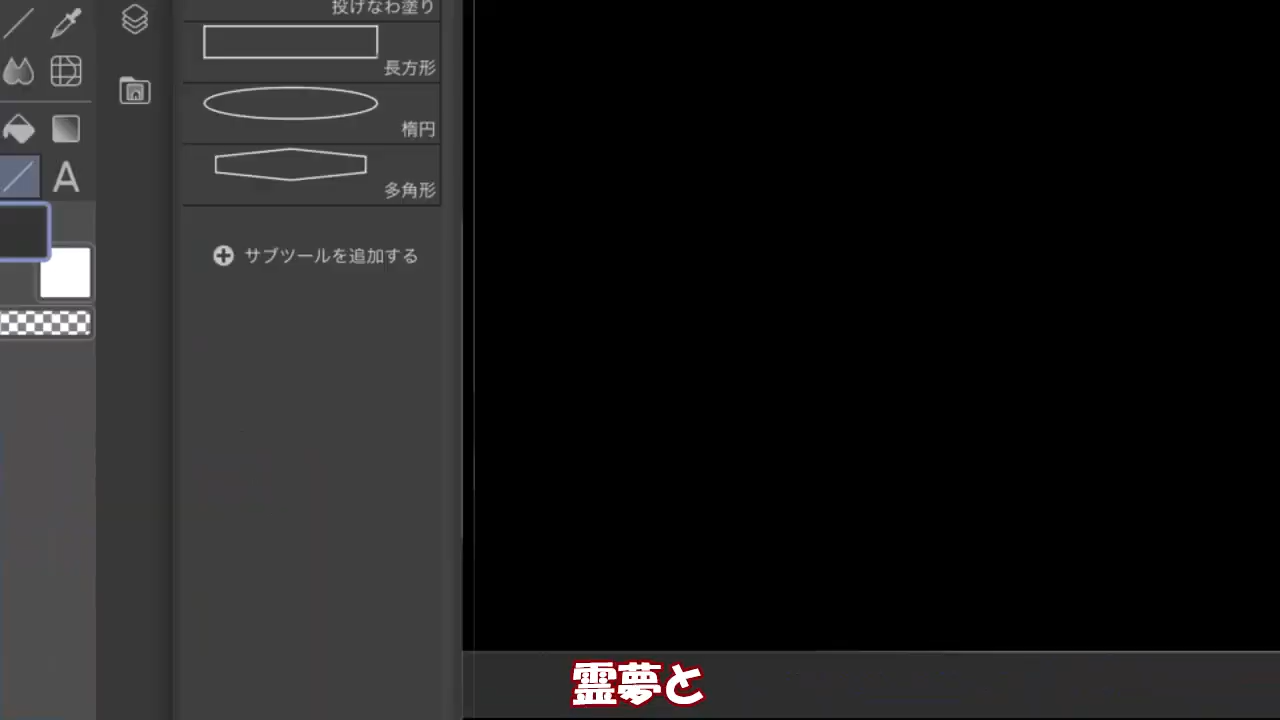 投げなわ塗り
長方形
楕円
多角形
サブツールを追加する
A
霊夢と